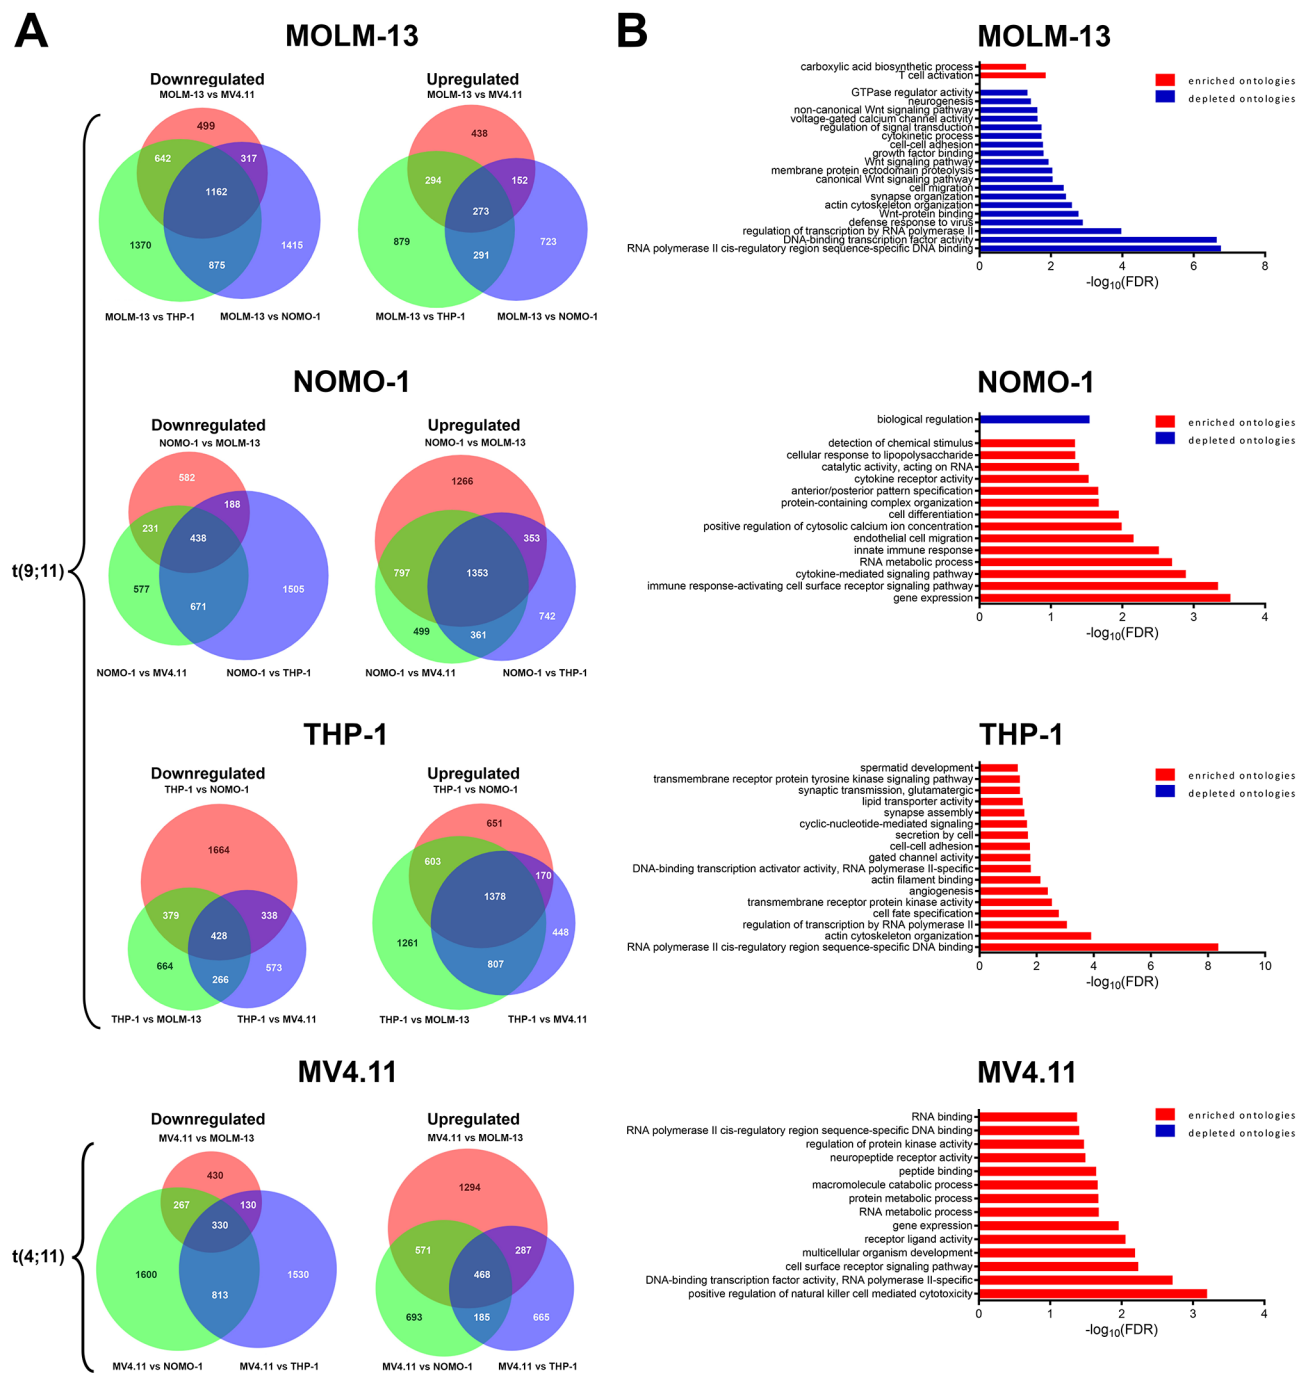 A
B
MOLM-13
Downregulated
MOLM-13 vs MV4.11
499
642
317
1162
1370
1415
875
MOLM-13 vs THP-1
MOLM-13 vs NOMO-1
Upregulated
MOLM-13 vs MV4.11
438
294
152
273
879
723
291
MOLM-13 vs THP-1
MOLM-13 vs NOMO-1
MOLM-13
carboxylic acid biosynthetic process
T cell activation
GTPase regulator activity
neurogenesis
non-canonical Wnt signaling pathway
voltage-gated calcium channel activity
regulation of signal transduction
cytokinetic process
cell-cell adhesion
growth factor binding
Wnt signaling pathway
membrane protein ectodomain proteolysis
canonical Wnt signaling pathway
cell migration
synapse organization
actin cytoskeleton organization
Wnt-protein binding
defense response to virus
regulation of transcription by RNA polymerase II
DNA-binding transcription factor activity
RNA polymerase II cis-regulatory region sequence-specific DNA binding
0 2 4 6 8
-log10(FDR)
enriched ontologies
depleted ontologies
t(9;11)
NOMO-1
Downregulated
NOMO-1 vs MOLM-13
582
231
188
438
577
1505
671
NOMO-1 vs MV4.11
NOMO-1 vs THP-1
Upregulated
NOMO-1 vs MOLM-13
1266
797
353
1353
499
742
361
NOMO-1 vs MV4.11
NOMO-1 vs THP-1
NOMO-1
biological regulation
detection of chemical stimulus
cellular response to lipopolysaccharide
catalytic activity, acting on RNA
cytokine receptor activity
anterior/posterior pattern specification
protein-containing complex organization
cell differentiation
positive regulation of cytosolic calcium ion concentration
endothelial cell migration
innate immune response
RNA metabolic process
cytokine-mediated signaling pathway
immune response-activating cell surface receptor signaling pathway
gene expression
0 1 2 3 4
-log10(FDR)
enriched ontologies
depleted ontologies
THP-1
Downregulated
THP-1 vs NOMO-1
1664
379
338
428
664
573
266
THP-1 vs MOLM-13
THP-1 vs MV4.11
Upregulated
THP-1 vs NOMO-1
651
603
170
1378
1261
448
807
THP-1 vs MOLM-13
THP-1 vs MV4.11
THP-1
spermatid development
transmembrane receptor protein tyrosine kinase signaling pathway
synaptic transmission, glutamatergic
lipid transporter activity
synapse assembly
cyclic-nucleotide-mediated signaling
secretion by cell
cell-cell adhesion
gated channel activity
DNA-binding transcription activator activity, RNA polymerase II-specific
actin filament binding
angiogenesis
transmembrane receptor protein kinase activity
cell fate specification
regulation of transcription by RNA polymerase II
actin cytoskeleton organization
RNA polymerase II cis-regulatory region sequence-specific DNA binding
0 2 4 6 8 10
-log10(FDR)
enriched ontologies
depleted ontologies
t(4;11)
MV4.11
Downregulated
MV4.11 vs MOLM-13
430
267
130
330
1600
1530
813
MV4.11 vs NOMO-1
MV4.11 vs THP-1
Upregulated
MV4.11 vs MOLM-13
1294
571
287
468
693
665
185
MV4.11 vs NOMO-1
MV4.11 vs THP-1
MV4.11
RNA binding
RNA polymerase II cis-regulatory region sequence-specific DNA binding
regulation of protein kinase activity
neuropeptide receptor activity
peptide binding
macromolecule catabolic process
protein metabolic process
RNA metabolic process
gene expression
receptor ligand activity
multicellular organism development
cell surface receptor signaling pathway
DNA-binding transcription factor activity, RNA polymerase II-specific
positive regulation of natural killer cell mediated cytotoxicity
0 1 2 3 4
-log10(FDR)
enriched ontologies
depleted ontologies